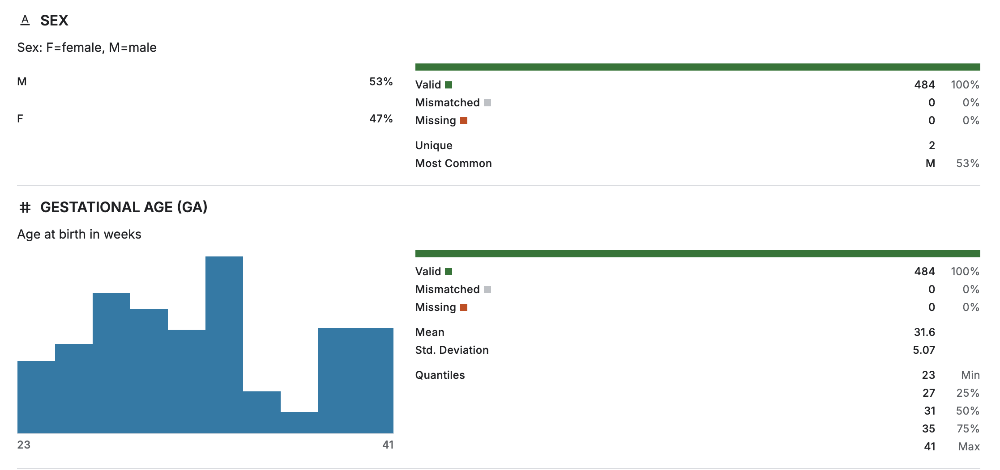 SEX
Sex: F=female, M=male
M 53%
F 47%
Valid 484 100%
Mismatched 0 0%
Missing 0 0%
Unique 2
Most Common M 53%
GESTATIONAL AGE (GA)
Age at birth in weeks
23 41
Valid 484 100%
Mismatched 0 0%
Missing 0 0%
Mean 31.6
Std. Deviation 5.07
Quantiles 23 Min
27 25%
31 50%
35 75%
41 Max